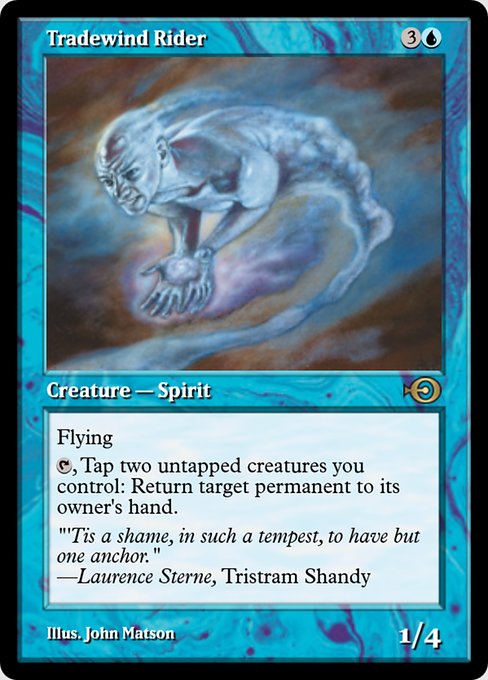 Tradewind Rider 3
Creature — Spirit
Flying
, Tap two untapped creatures you
control: Return target permanent to its
owner's hand.
"'Tis a shame, in such a tempest, to have but
one anchor."
—Laurence Sterne, Tristram Shandy
Illus. John Matson 1/4